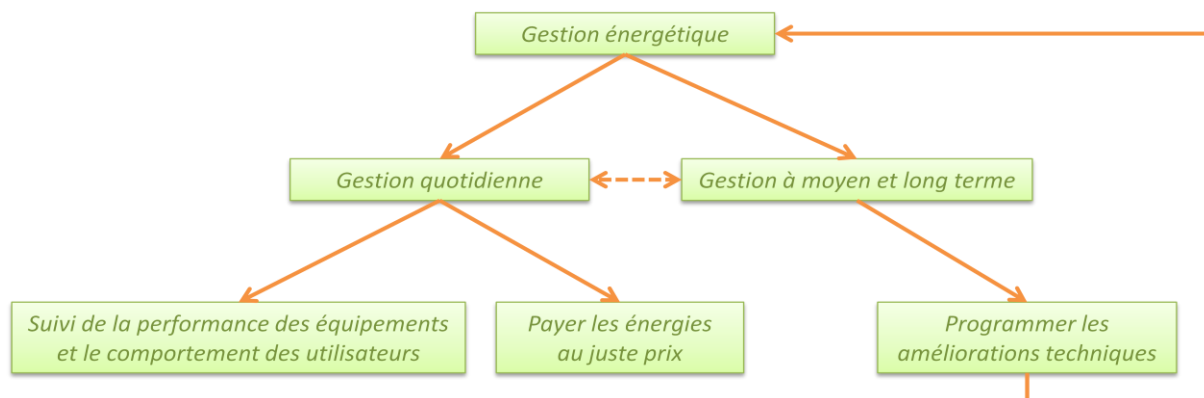 Gestion énergétique
Gestion quotidienne
Gestion à moyen et long terme
Suivi de la performance des équipements
et le comportement des utilisateurs
Payer les énergies
au juste prix
Programmer les
améliorations techniques